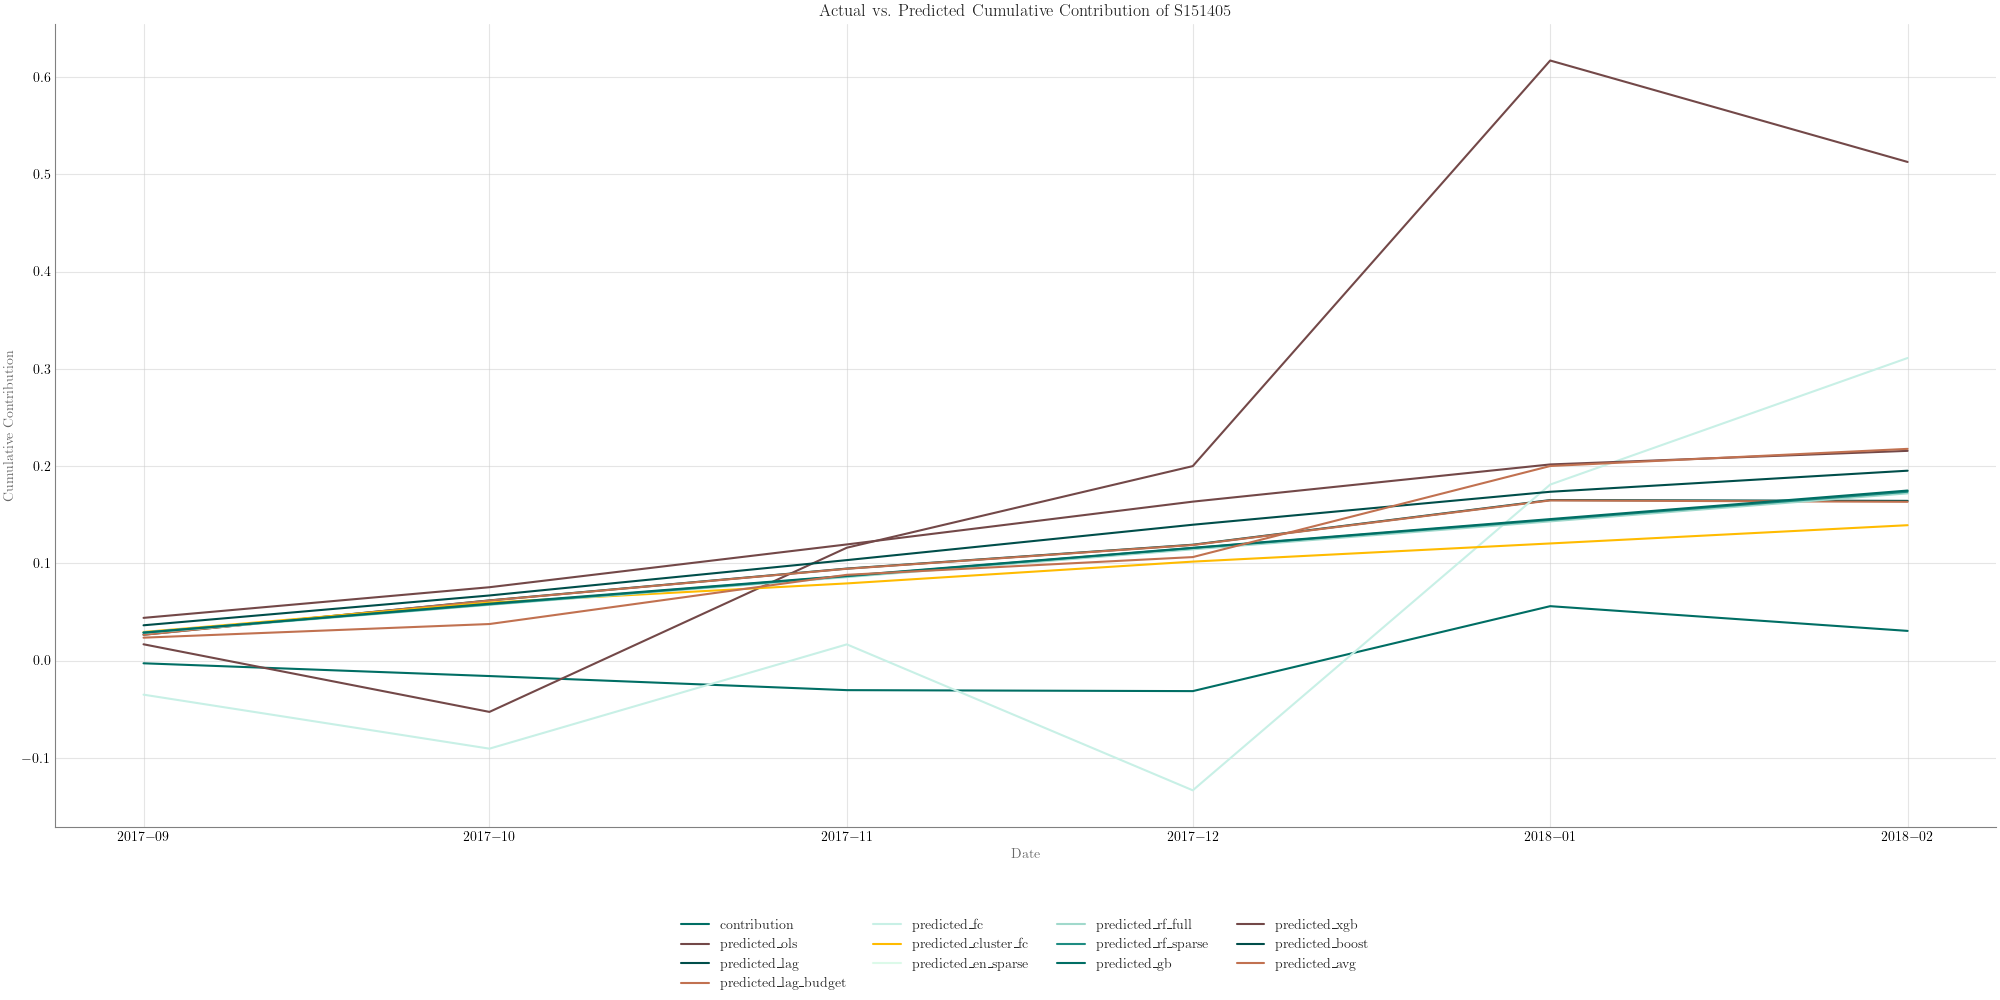 Actual vs. Predicted Cumulative Contribution of S151405
Cumulative Contribution
0.6
0.5
0.4
0.3
0.2
0.1
0.0
−0.1
2017−09 2017−10 2017−11 2017−12 2018−01 2018−02
Date
contribution predicted_fc predicted_rf_full predicted_xgb
predicted_ols predicted_cluster_fc predicted_rf_sparse predicted_boost
predicted_lag predicted_en_sparse predicted_gb predicted_avg
predicted_lag_budget